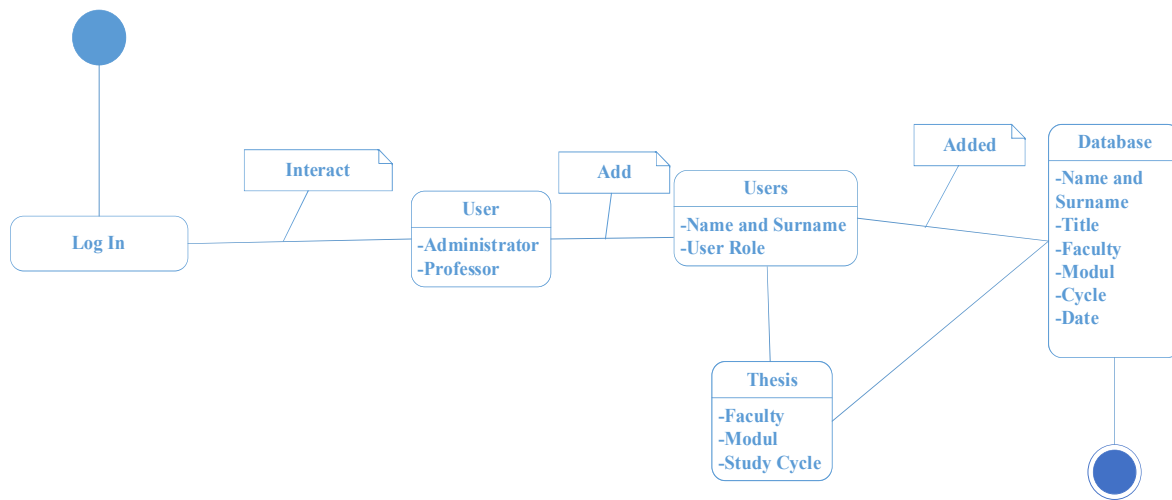 Log In
Interact
User
-Administrator
-Professor
Add
Users
-Name and Surname
-User Role
Thesis
-Faculty
-Modul
-Study Cycle
Added
Database
-Name and
Surname
-Title
-Faculty
-Modul
-Cycle
-Date